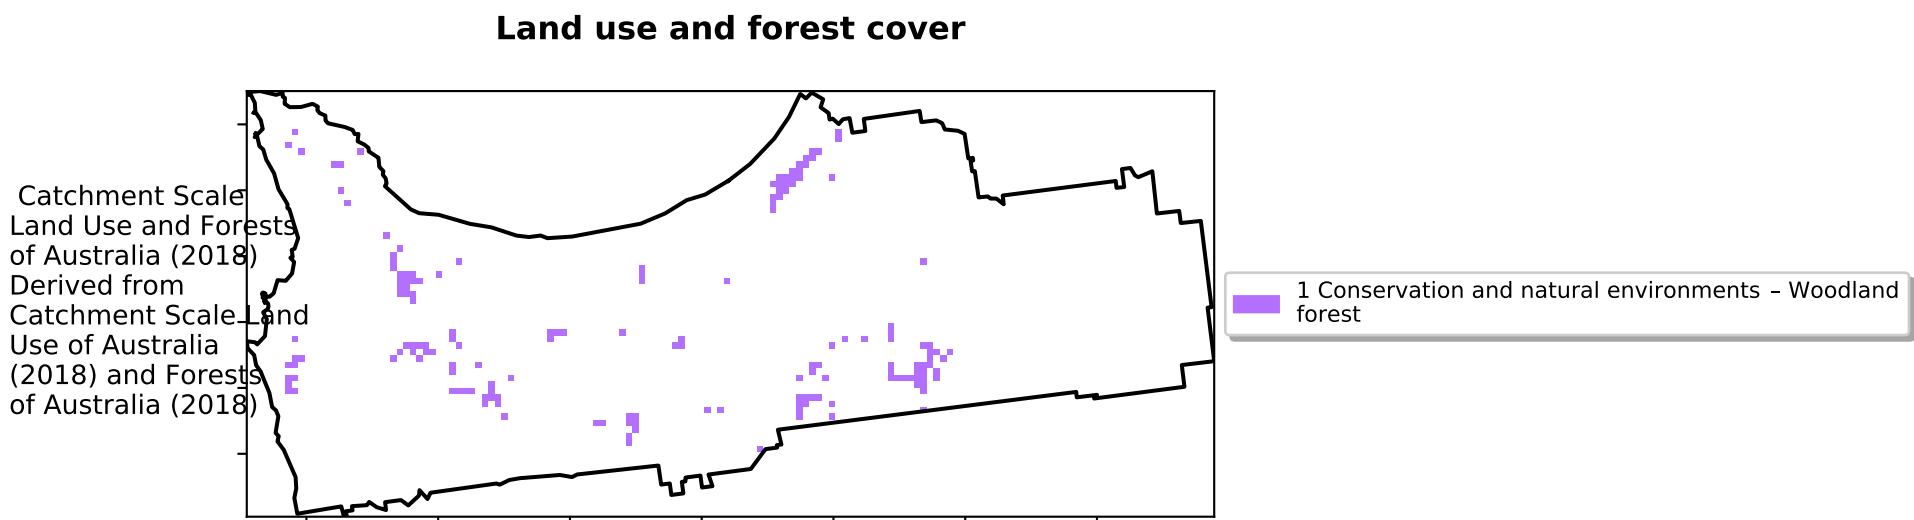 Land use and forest cover
Catchment Scale
Land Use and Forests
of Australia (2018)
Derived from
Catchment Scale Land
Use of Australia
(2018) and Forests
of Australia (2018)
1 Conservation and natural environments – Woodland
forest